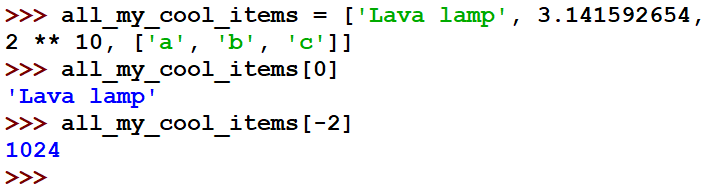 >>> all_my_cool_items = ['Lava lamp', 3.141592654,
2 ** 10, ['a', 'b', 'c']]
>>> all_my_cool_items[0]
'Lava lamp'
>>> all_my_cool_items[-2]
1024
>>>